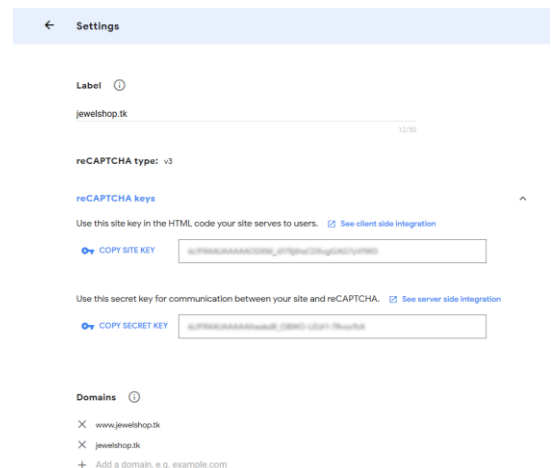 Settings
Label
jewelshop.tk
12/50
reCAPTCHA type: v3
reCAPTCHA keys
Use this site key in the HTML code your site serves to users. See client side integration
COPY SITE KEY
Use this secret key for communication between your site and reCAPTCHA. See server side integration
COPY SECRET KEY
Domains
www.jewelshop.tk
jewelshop.tk
Add a domain, e.g. example.com